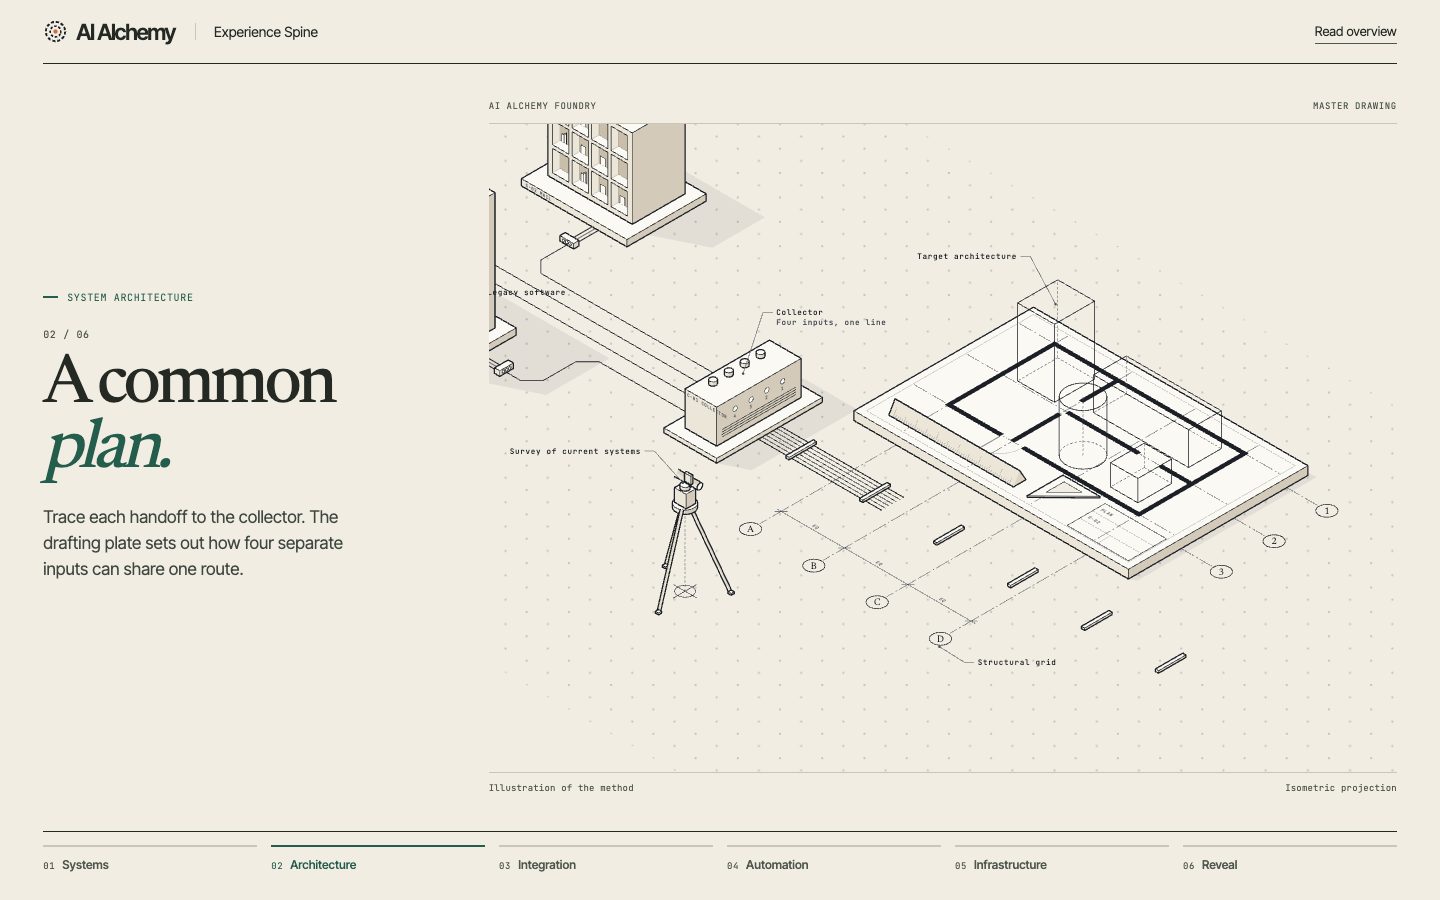 AI Alchemy
Experience Spine
Read overview
AI ALCHEMY FOUNDRY
MASTER DRAWING
SYSTEM ARCHITECTURE
02 / 06
A common
plan.
Trace each handoff to the collector. The
drafting plate sets out how four separate
inputs can share one route.
Target architecture
egacy software
Collector
Four inputs, one line
Survey of current systems
A
B
C
D
1
2
3
Structural grid
Illustration of the method
Isometric projection
01 Systems
02 Architecture
03 Integration
04 Automation
05 Infrastructure
06 Reveal